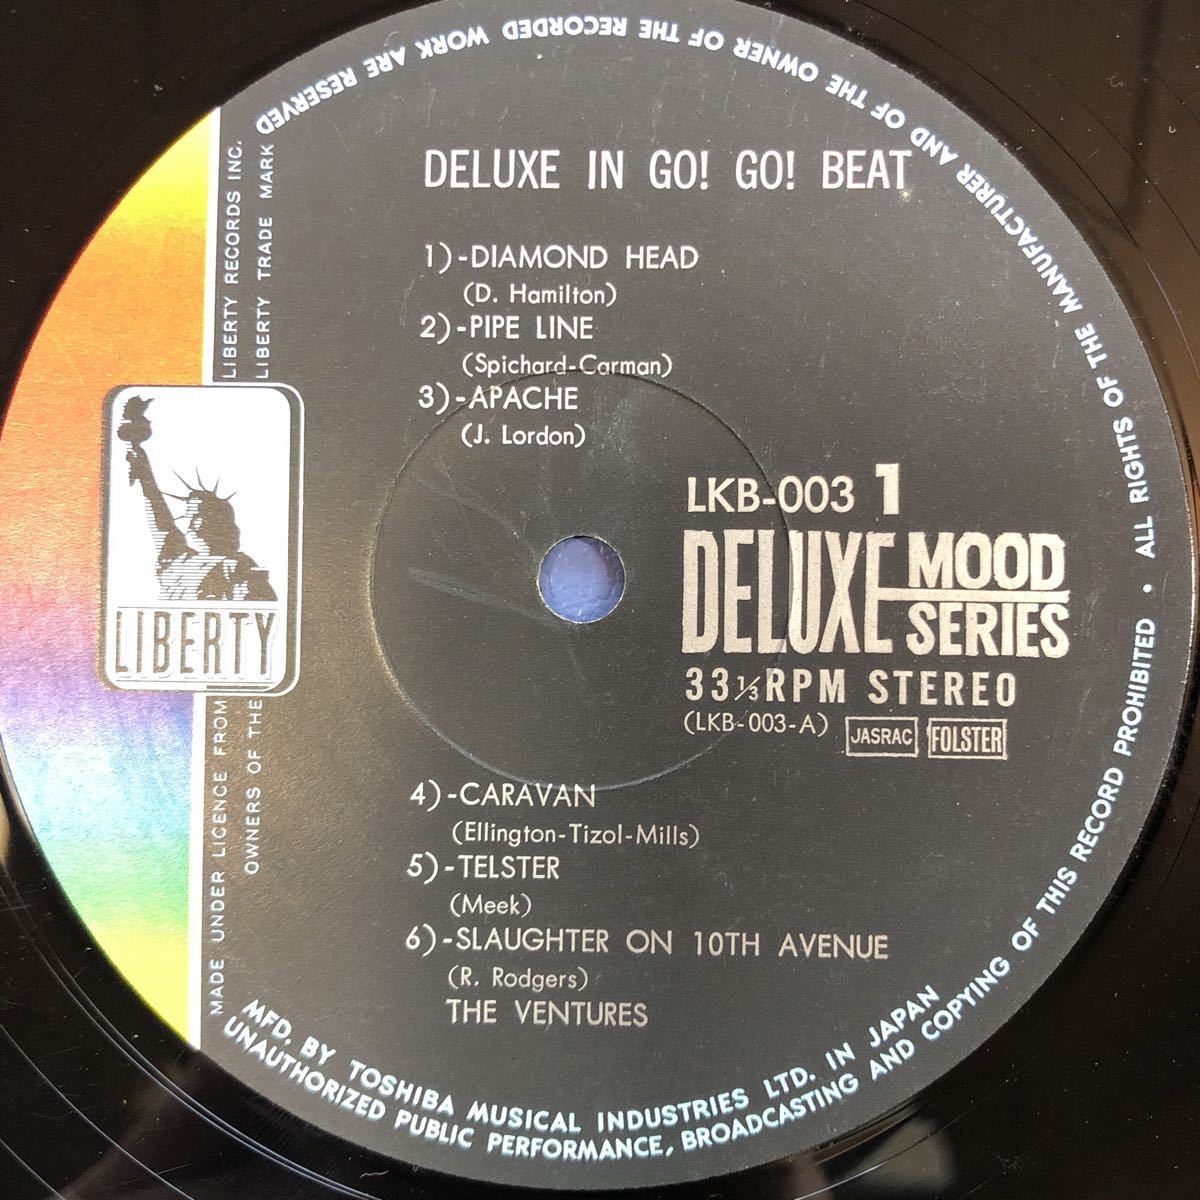 DELUXE IN GO! GO! BEAT
1)-DIAMOND HEAD
(D. Hamilton)
2)-PIPE LINE
(Spichard-Carman)
3)-APACHE
(J. Lordon)
LKB-003 1
DELUXE MOOD SERIES
33⅓RPM STEREO
(LKB-003-A) JASRAC FOLSTER
4)-CARAVAN
(Ellington-Tizol-Mills)
5)-TELSTER
(Meek)
6)-SLAUGHTER ON 10TH AVENUE
(R. Rodgers)
THE VENTURES
LIBERTY
MADE UNDER LICENCE FROM LIBERTY RECORDS INC.
OWNERS OF THE LIBERTY TRADE MARK
MFD. BY TOSHIBA MUSICAL INDUSTRIES LTD. IN JAPAN
ALL RIGHTS OF THE MANUFACTURER AND OF THE OWNER OF THE RECORDED WORK ARE RESERVED
UNAUTHORIZED PUBLIC PERFORMANCE, BROADCASTING AND COPYING OF THIS RECORD PROHIBITED •